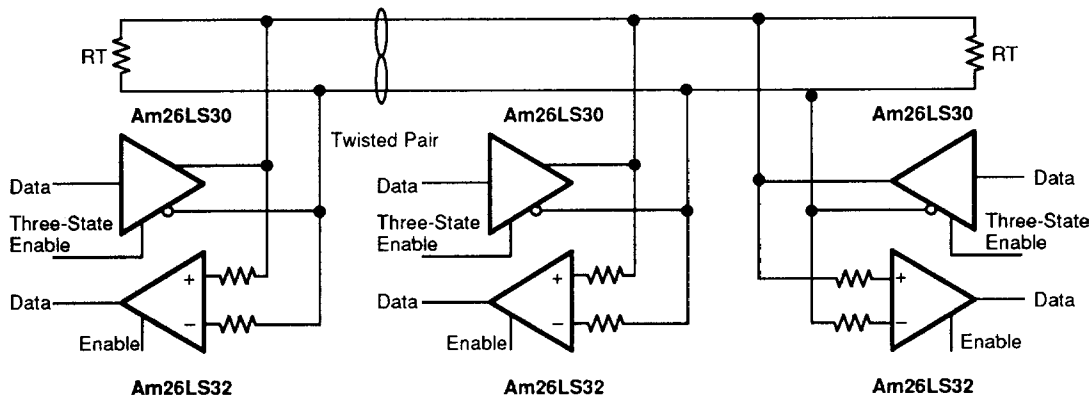 RT
RT
Am26LS30
Am26LS30
Am26LS30
Twisted Pair
Data
Data
Data
Three-State
Enable
Three-State
Enable
Three-State
Enable
+
−
+
−
+
−
Data
Data
Data
Enable
Enable
Enable
Am26LS32
Am26LS32
Am26LS32